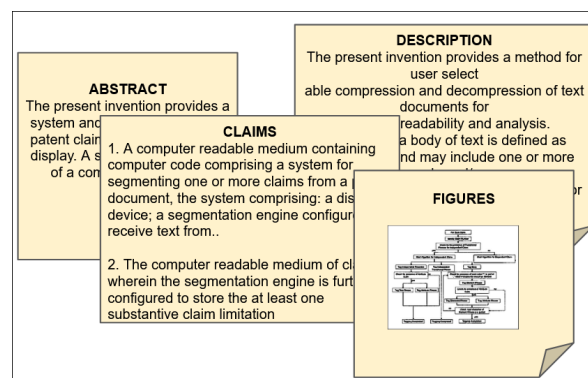 ABSTRACT
The present invention provides a
system and
patent clai
display. A s
of a com
DESCRIPTION
The present invention provides a method for
user select
able compression and decompression of text
documents for
readability and analysis.
a body of text is defined as
nd may include one or more
or
CLAIMS
1. A computer readable medium containing
computer code comprising a system for
segmenting one or more claims from a p
document, the system comprising: a dis
device; a segmentation engine configur
receive text from..
2. The computer readable medium of cla
wherein the segmentation engine is furt
configured to store the at least one
substantive claim limitation
FIGURES